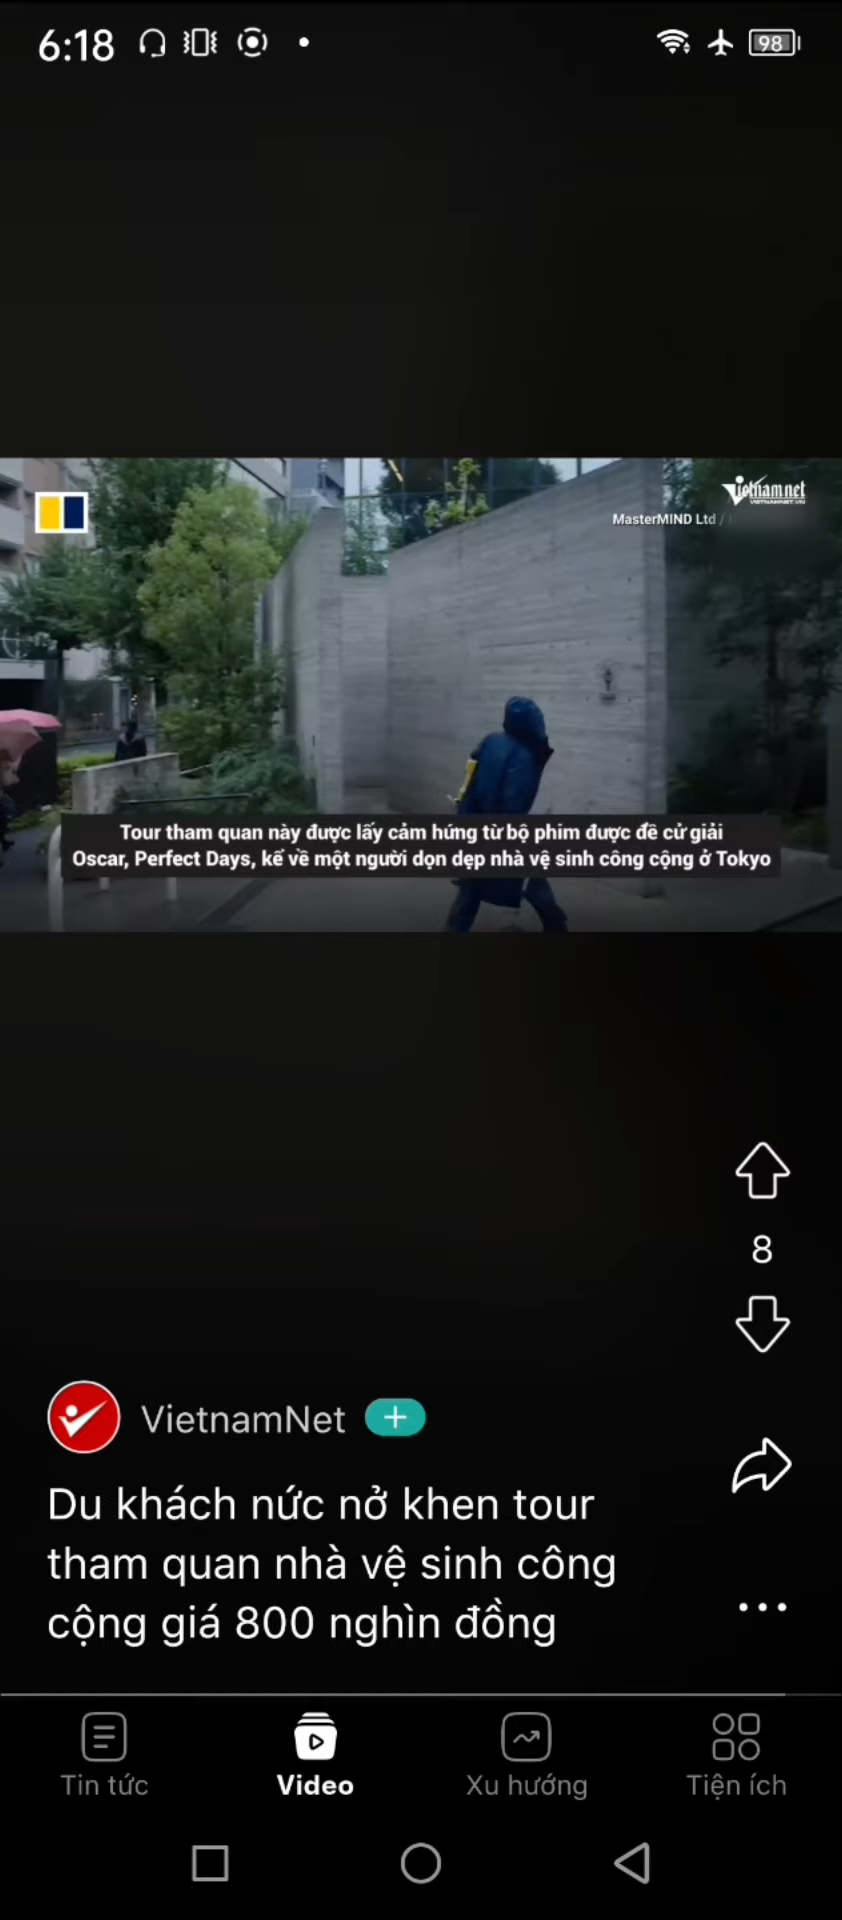 6:18
98
vietnamnet
VIETNAMNET.VN
MasterMIND Ltd /
Tour tham quan này được lấy cảm hứng từ bộ phim được đề cử giải
Oscar, Perfect Days, kể về một người dọn dẹp nhà vệ sinh công cộng ở Tokyo
8
VietnamNet
Du khách nức nở khen tour
tham quan nhà vệ sinh công
cộng giá 800 nghìn đồng
Tin tức
Video
Xu hướng
Tiện ích